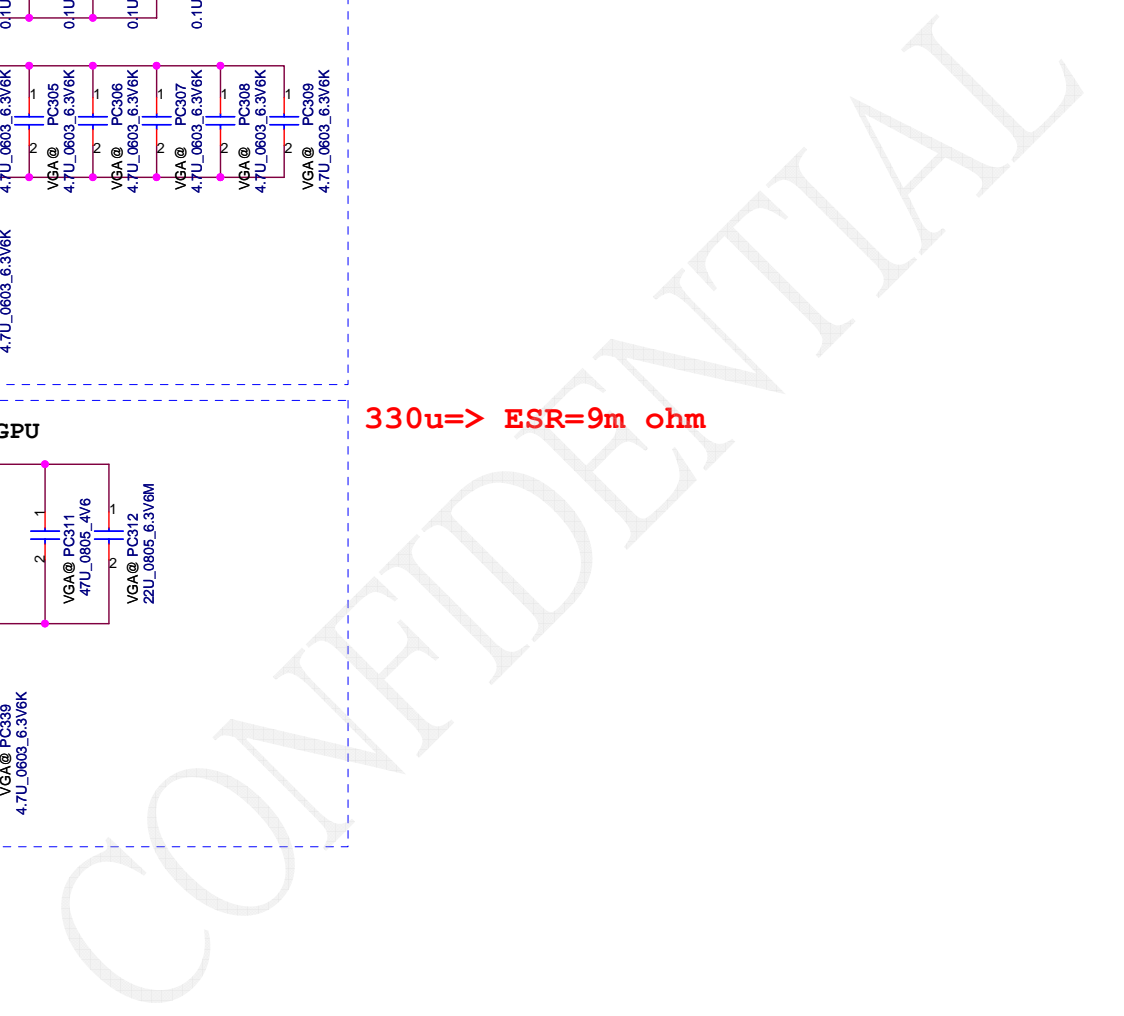 0.1U
0.1U
0.1U
0.1U
4.7U_0603_6.3V6K
1
2
VGA@ PC305
4.7U_0603_6.3V6K
1
2
VGA@ PC306
4.7U_0603_6.3V6K
1
2
VGA@ PC307
4.7U_0603_6.3V6K
1
2
VGA@ PC308
4.7U_0603_6.3V6K
1
2
VGA@ PC309
4.7U_0603_6.3V6K
4.7U_0603_6.3V6K
330u=> ESR=9m ohm
GPU
1
2
VGA@ PC311
47U_0805_4V6
1
2
VGA@ PC312
22U_0805_6.3V6M
VGA@ PC339
4.7U_0603_6.3V6K
CONFIDENTIAL